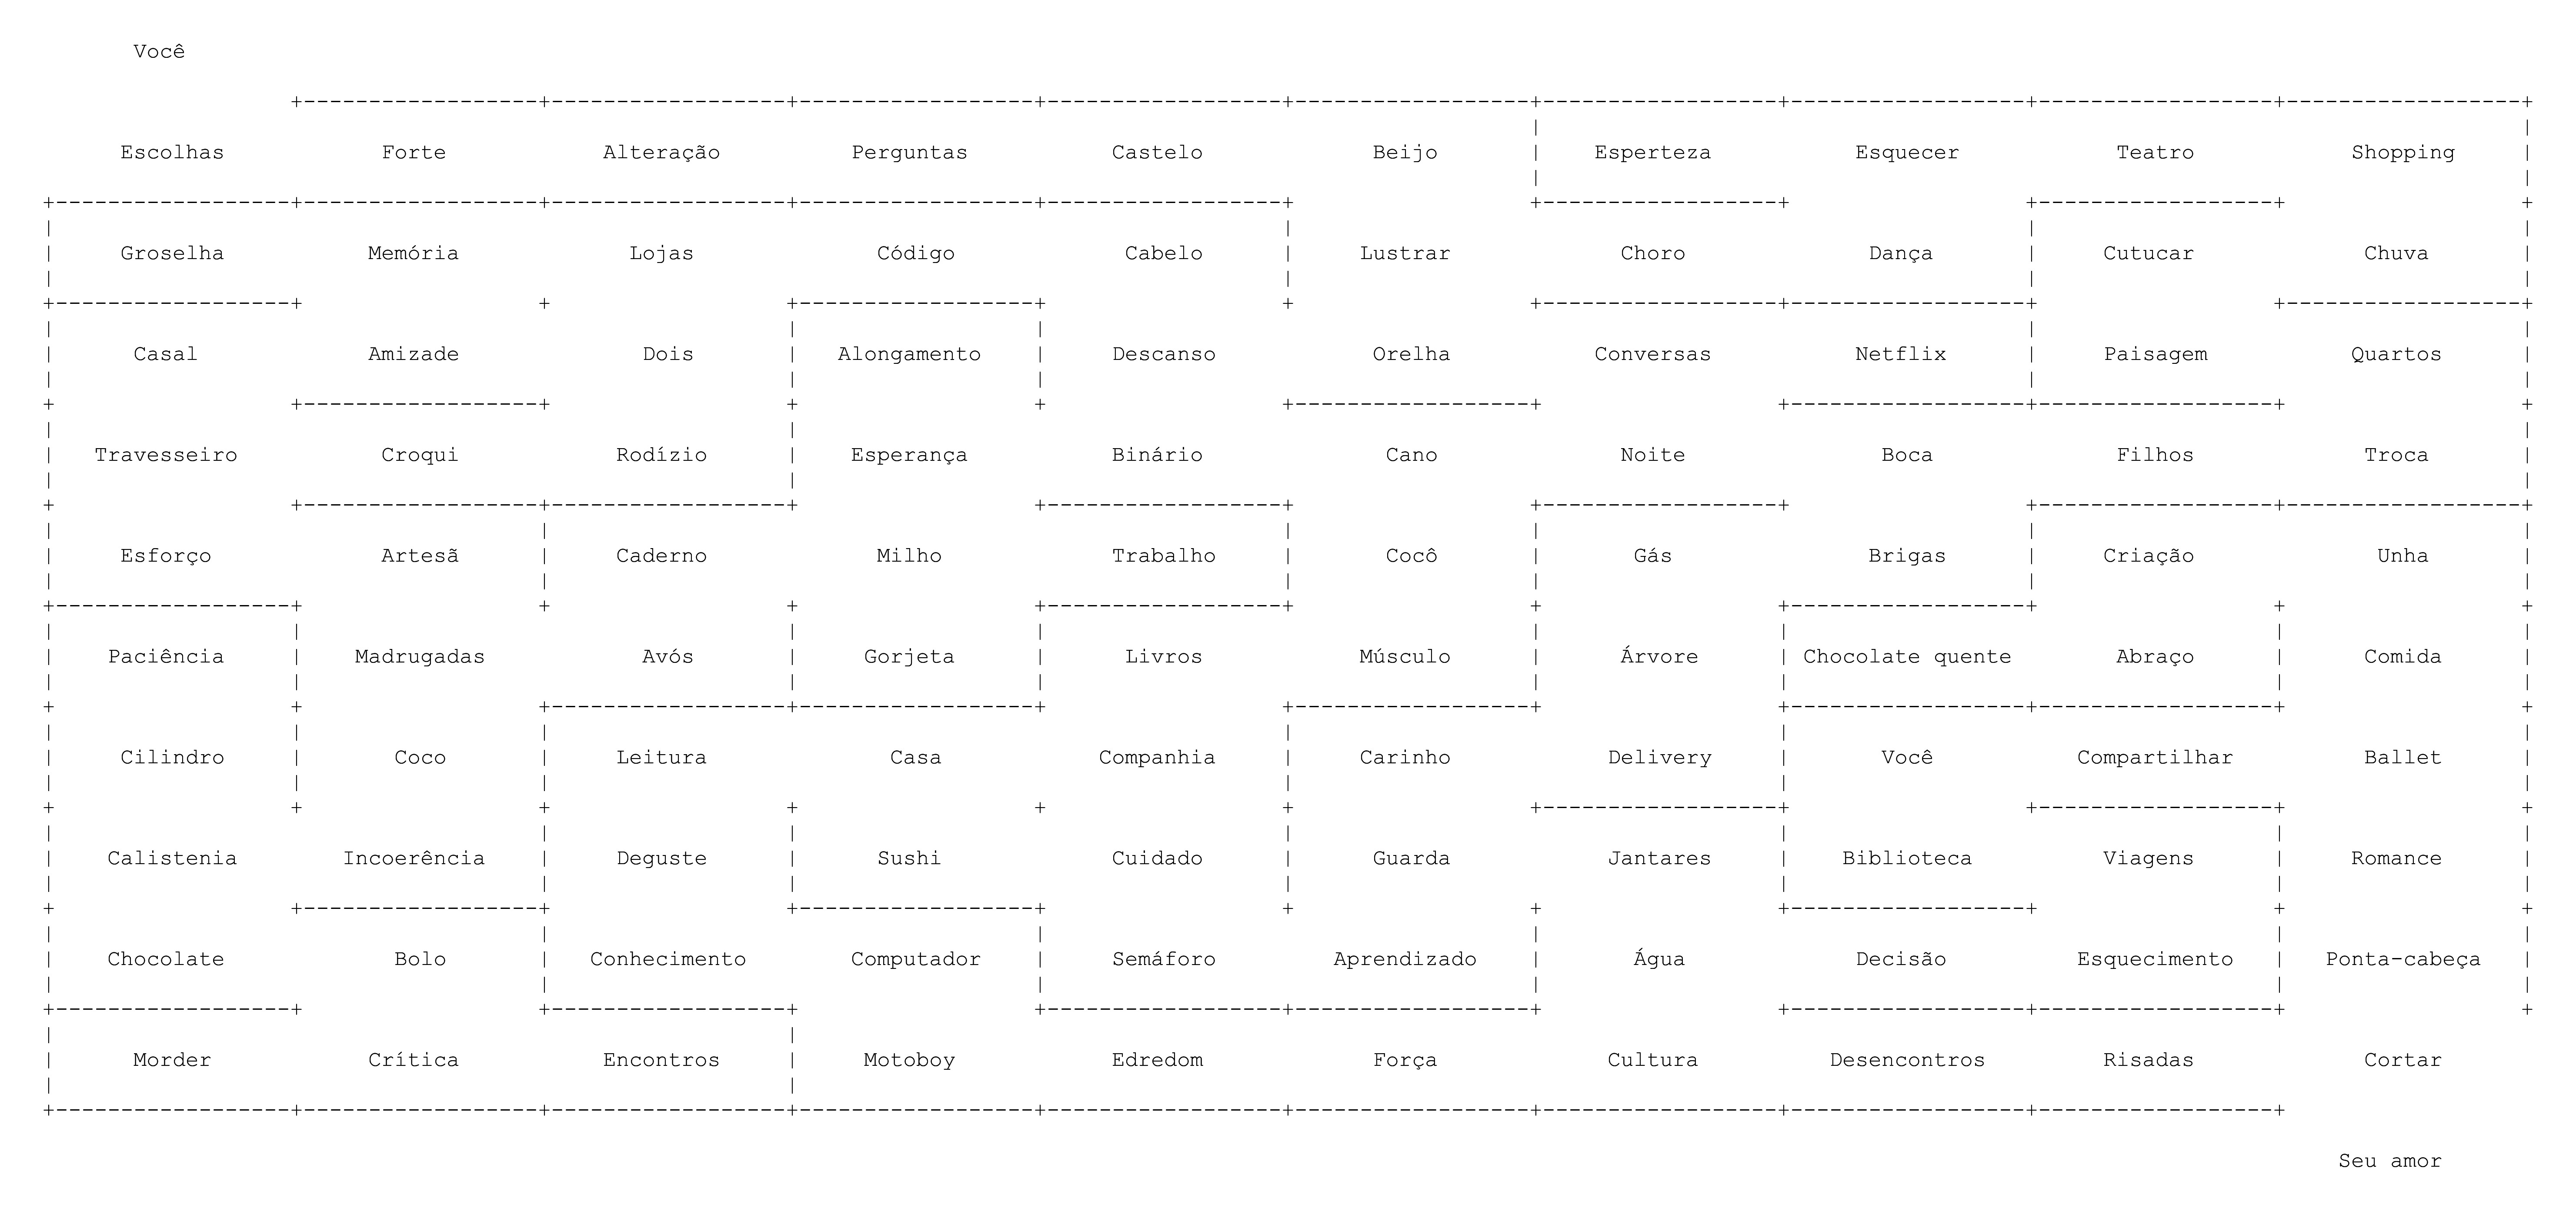 Você
Escolhas Forte Alteração Perguntas Castelo Beijo Esperteza Esquecer Teatro Shopping
Groselha Memória Lojas Código Cabelo Lustrar Choro Dança Cutucar Chuva
Casal Amizade Dois Alongamento Descanso Orelha Conversas Netflix Paisagem Quartos
Travesseiro Croqui Rodízio Esperança Binário Cano Noite Boca Filhos Troca
Esforço Artesã Caderno Milho Trabalho Cocô Gás Brigas Criação Unha
Paciência Madrugadas Avós Gorjeta Livros Músculo Árvore Chocolate quente Abraço Comida
Cilindro Coco Leitura Casa Companhia Carinho Delivery Você Compartilhar Ballet
Calistenia Incoerência Deguste Sushi Cuidado Guarda Jantares Biblioteca Viagens Romance
Chocolate Bolo Conhecimento Computador Semáforo Aprendizado Água Decisão Esquecimento Ponta-cabeça
Morder Crítica Encontros Motoboy Edredom Força Cultura Desencontros Risadas Cortar
Seu amor